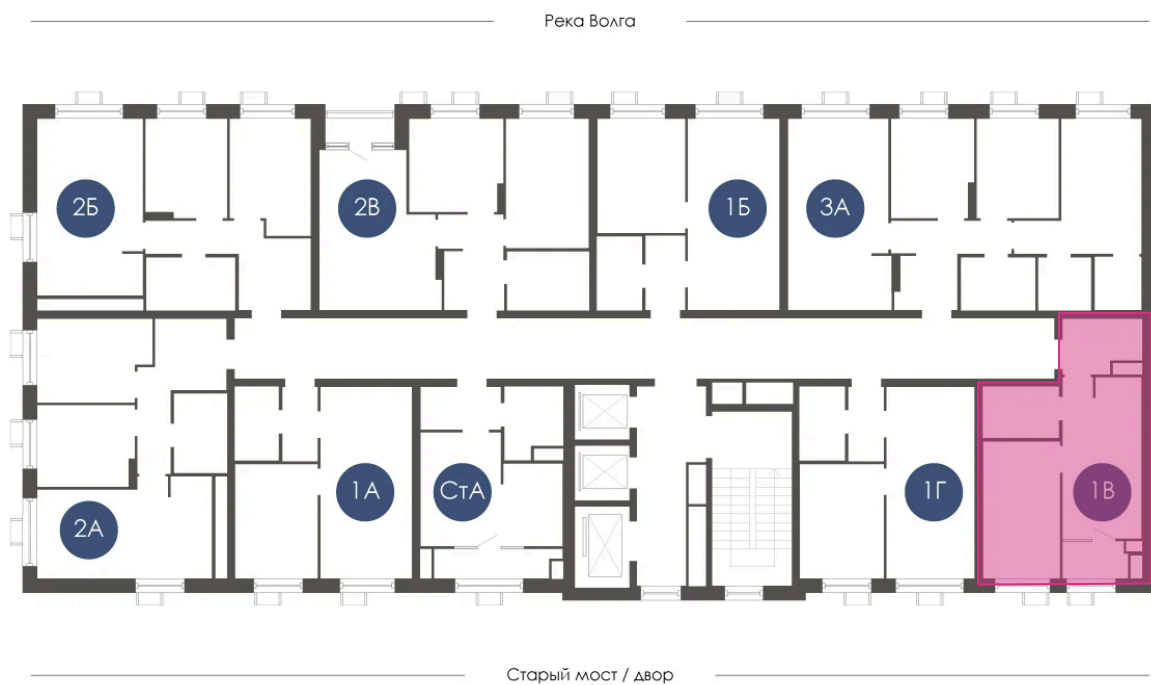 Река Волга
2Б
2В
1Б
3А
2А
1А
СтА
1Г
1В
Старый мост / двор